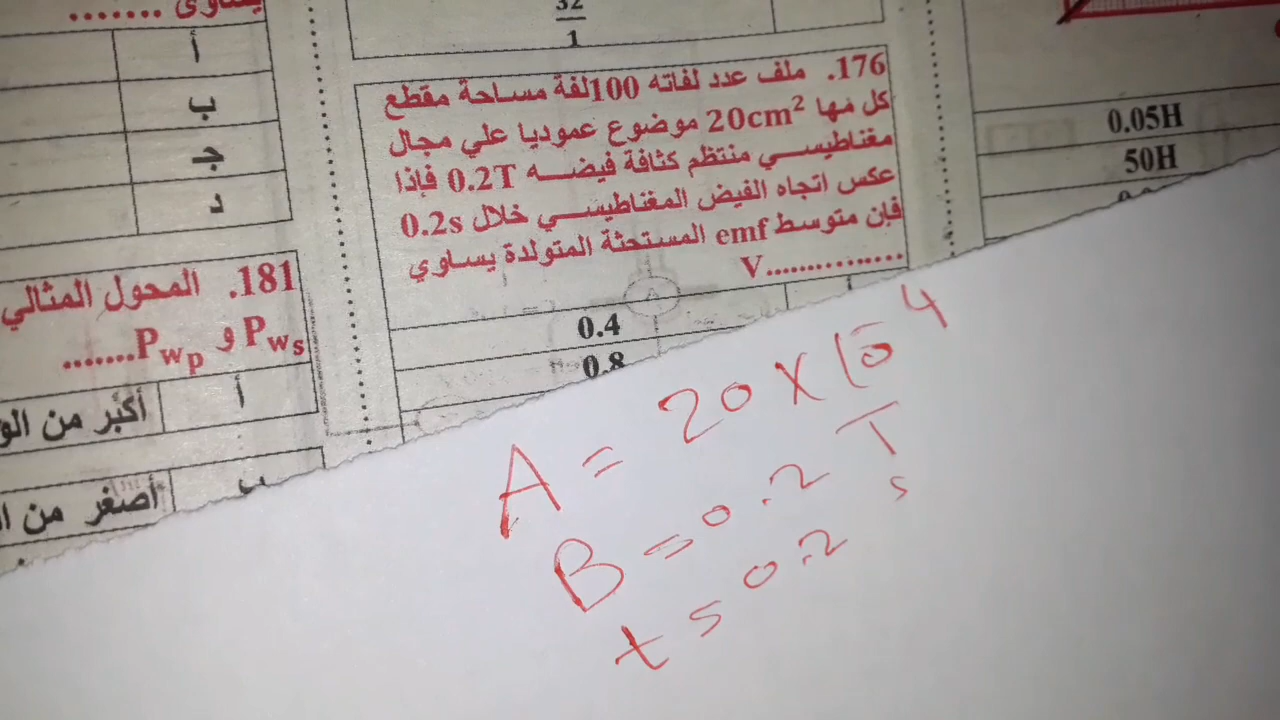 32
1
176. ملف عدد لفاته 100لفة مساحة مقطع
كل مها 20cm² موضوع عموديا علي مجال
مغناطيسي منتظم كثافة فيضه 0.2T فإذا
عكس اتجاه الفيض المغناطيسي خلال 0.2s
فإن متوسط emf المستحثة المتولدة يساوي
..............V
0.4
0.8
0.05H
50H
أ
ب
جـ
د
181. المحول المثالي
Pws و Pwp.......
أ
أكبر من الو
ب
أصغر من ا
A = 20 × 10⁻⁴
B = 0.2 T
t = 0.2 s